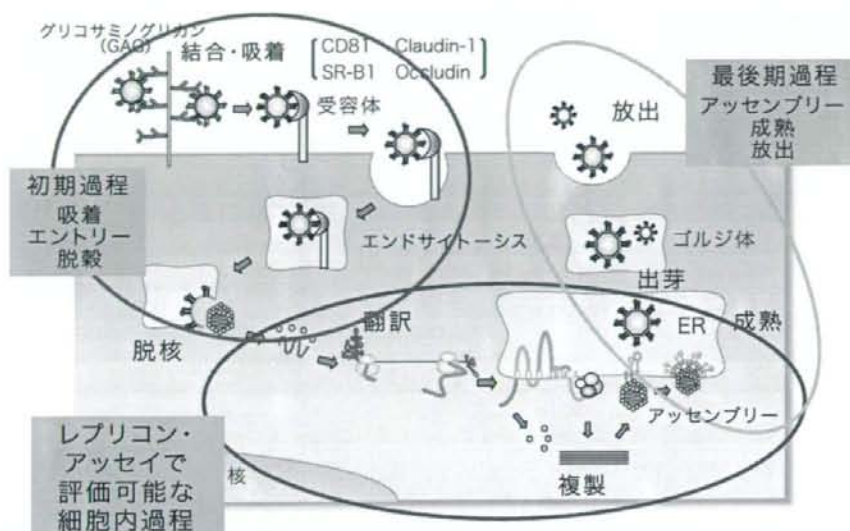 グリコサミノグリカン
(GAG)
結合・吸着
CD81 Claudin-1
SR-B1 Occludin
受容体
初期過程
吸着
エントリー
脱穀
エンドサイトーシス
脱核
翻訳
放出
最後期過程
アッセンブリー
成熟
放出
ゴルジ体
出芽
ER
成熟
アッセンブリー
複製
核
レプリコン・
アッセイで
評価可能な
細胞内過程